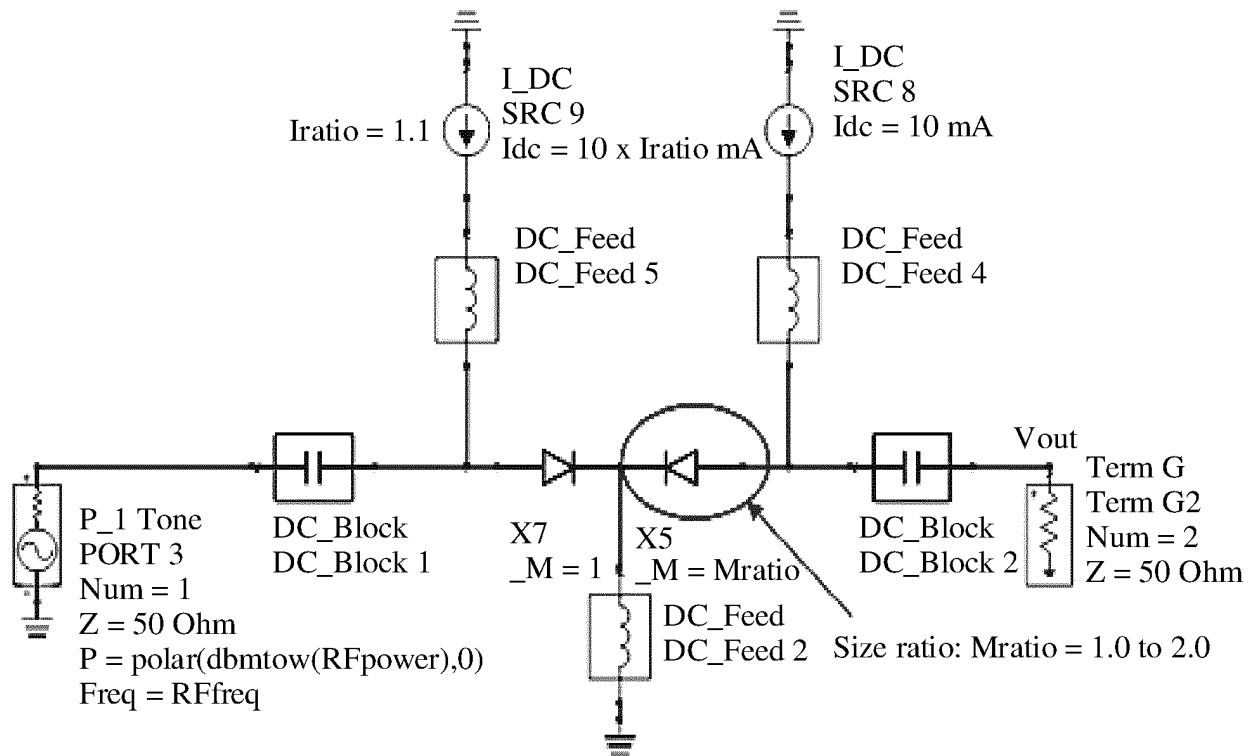 I_DC
SRC 9
Idc = 10 x Iratio mA
Iratio = 1.1
I_DC
SRC 8
Idc = 10 mA
DC_Feed
DC_Feed 5
DC_Feed
DC_Feed 4
P_1 Tone
PORT 3
Num = 1
Z = 50 Ohm
P = polar(dbmtow(RFpower),0)
Freq = RFfreq
DC_Block
DC_Block 1
X7
_M = 1
X5
_M = Mratio
DC_Feed
DC_Feed 2
DC_Block
DC_Block 2
Vout
Term G
Term G2
Num = 2
Z = 50 Ohm
Size ratio: Mratio = 1.0 to 2.0